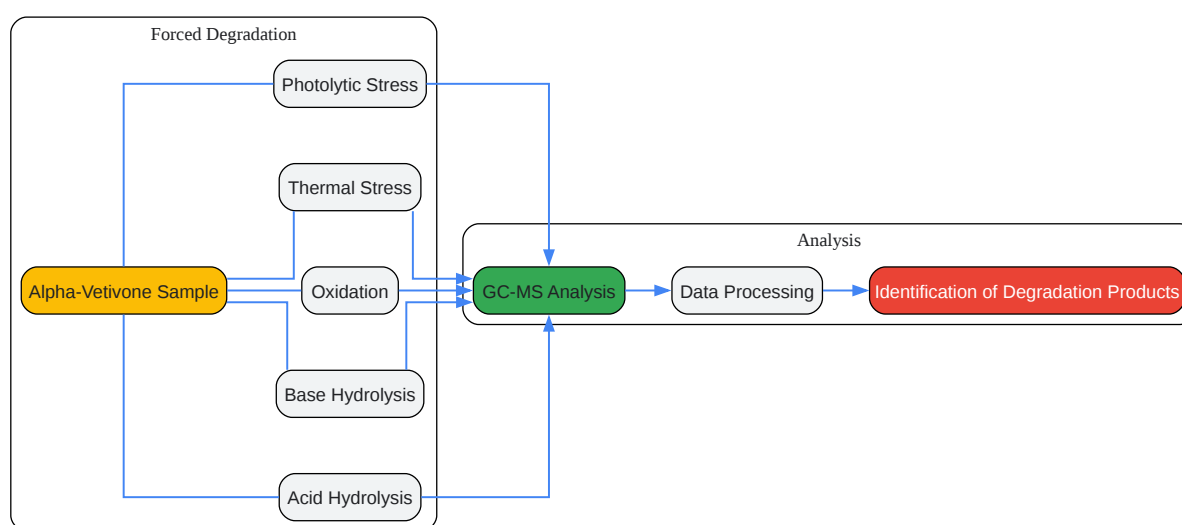 Forced Degradation
Photolytic Stress
Thermal Stress
Analysis
Alpha-Vetivone Sample
Oxidation
GC-MS Analysis
Data Processing
Identification of Degradation Products
Base Hydrolysis
Acid Hydrolysis